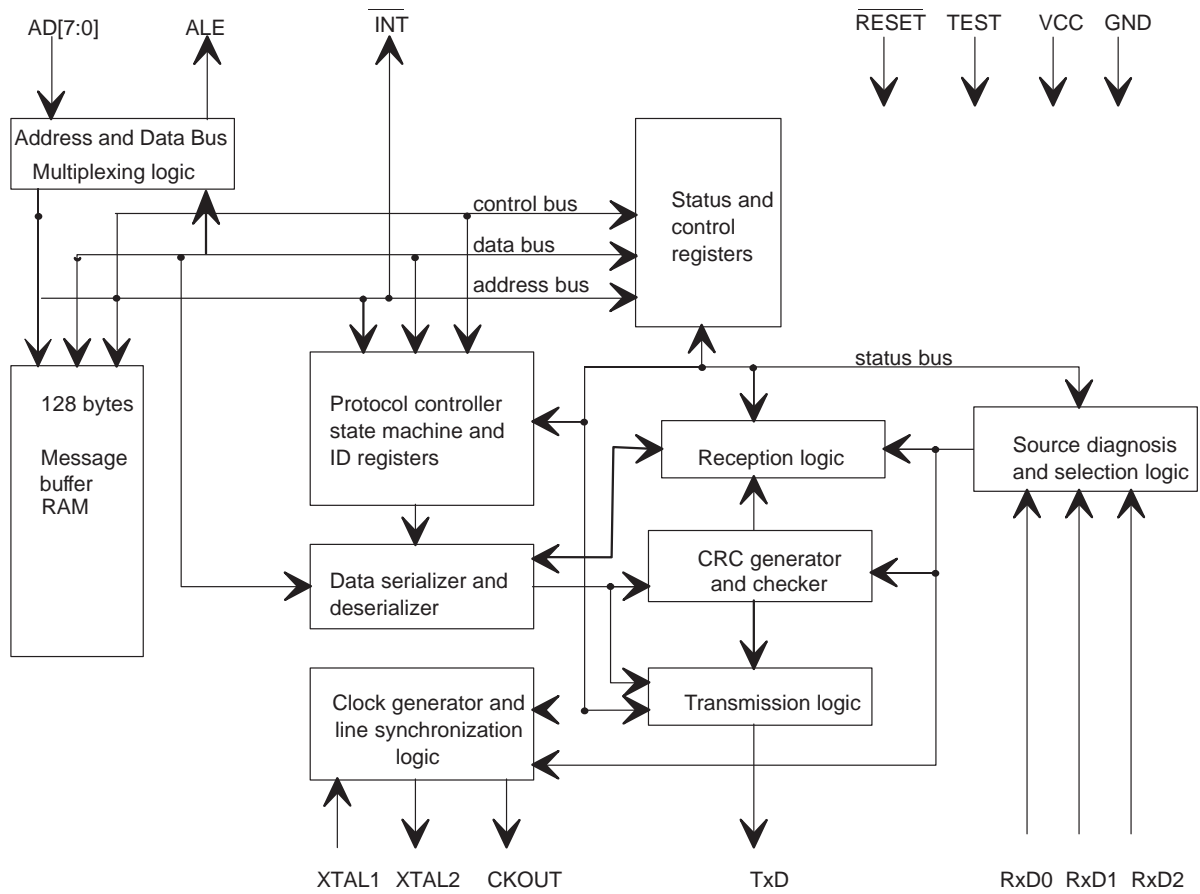 AD[7:0] ALE INT RESET TEST VCC GND
Address and Data Bus
Multiplexing logic
control bus
data bus
address bus
Status and
control
registers
status bus
128 bytes
Message
buffer
RAM
Protocol controller
state machine and
ID registers
Reception logic
Source diagnosis
and selection logic
Data serializer and
deserializer
CRC generator
and checker
Clock generator and
line synchronization
logic
Transmission logic
XTAL1 XTAL2 CKOUT TxD RxD0 RxD1 RxD2